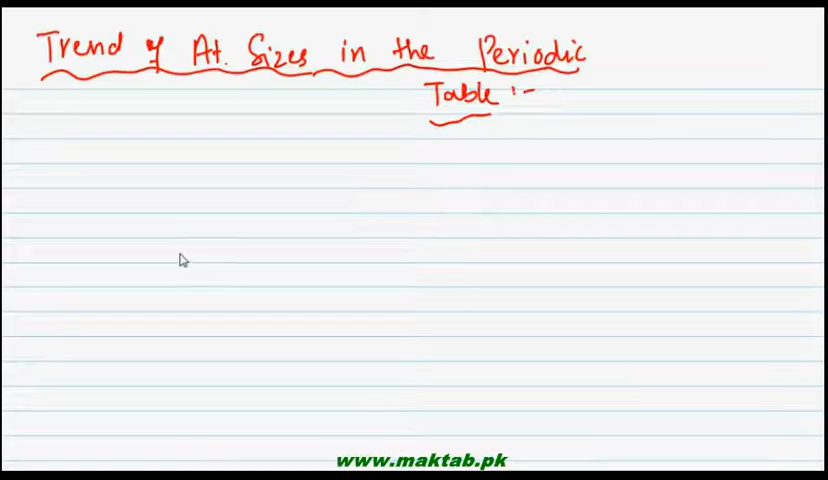 Trend of At. Sizes in the Periodic
Table :-
www.maktab.pk